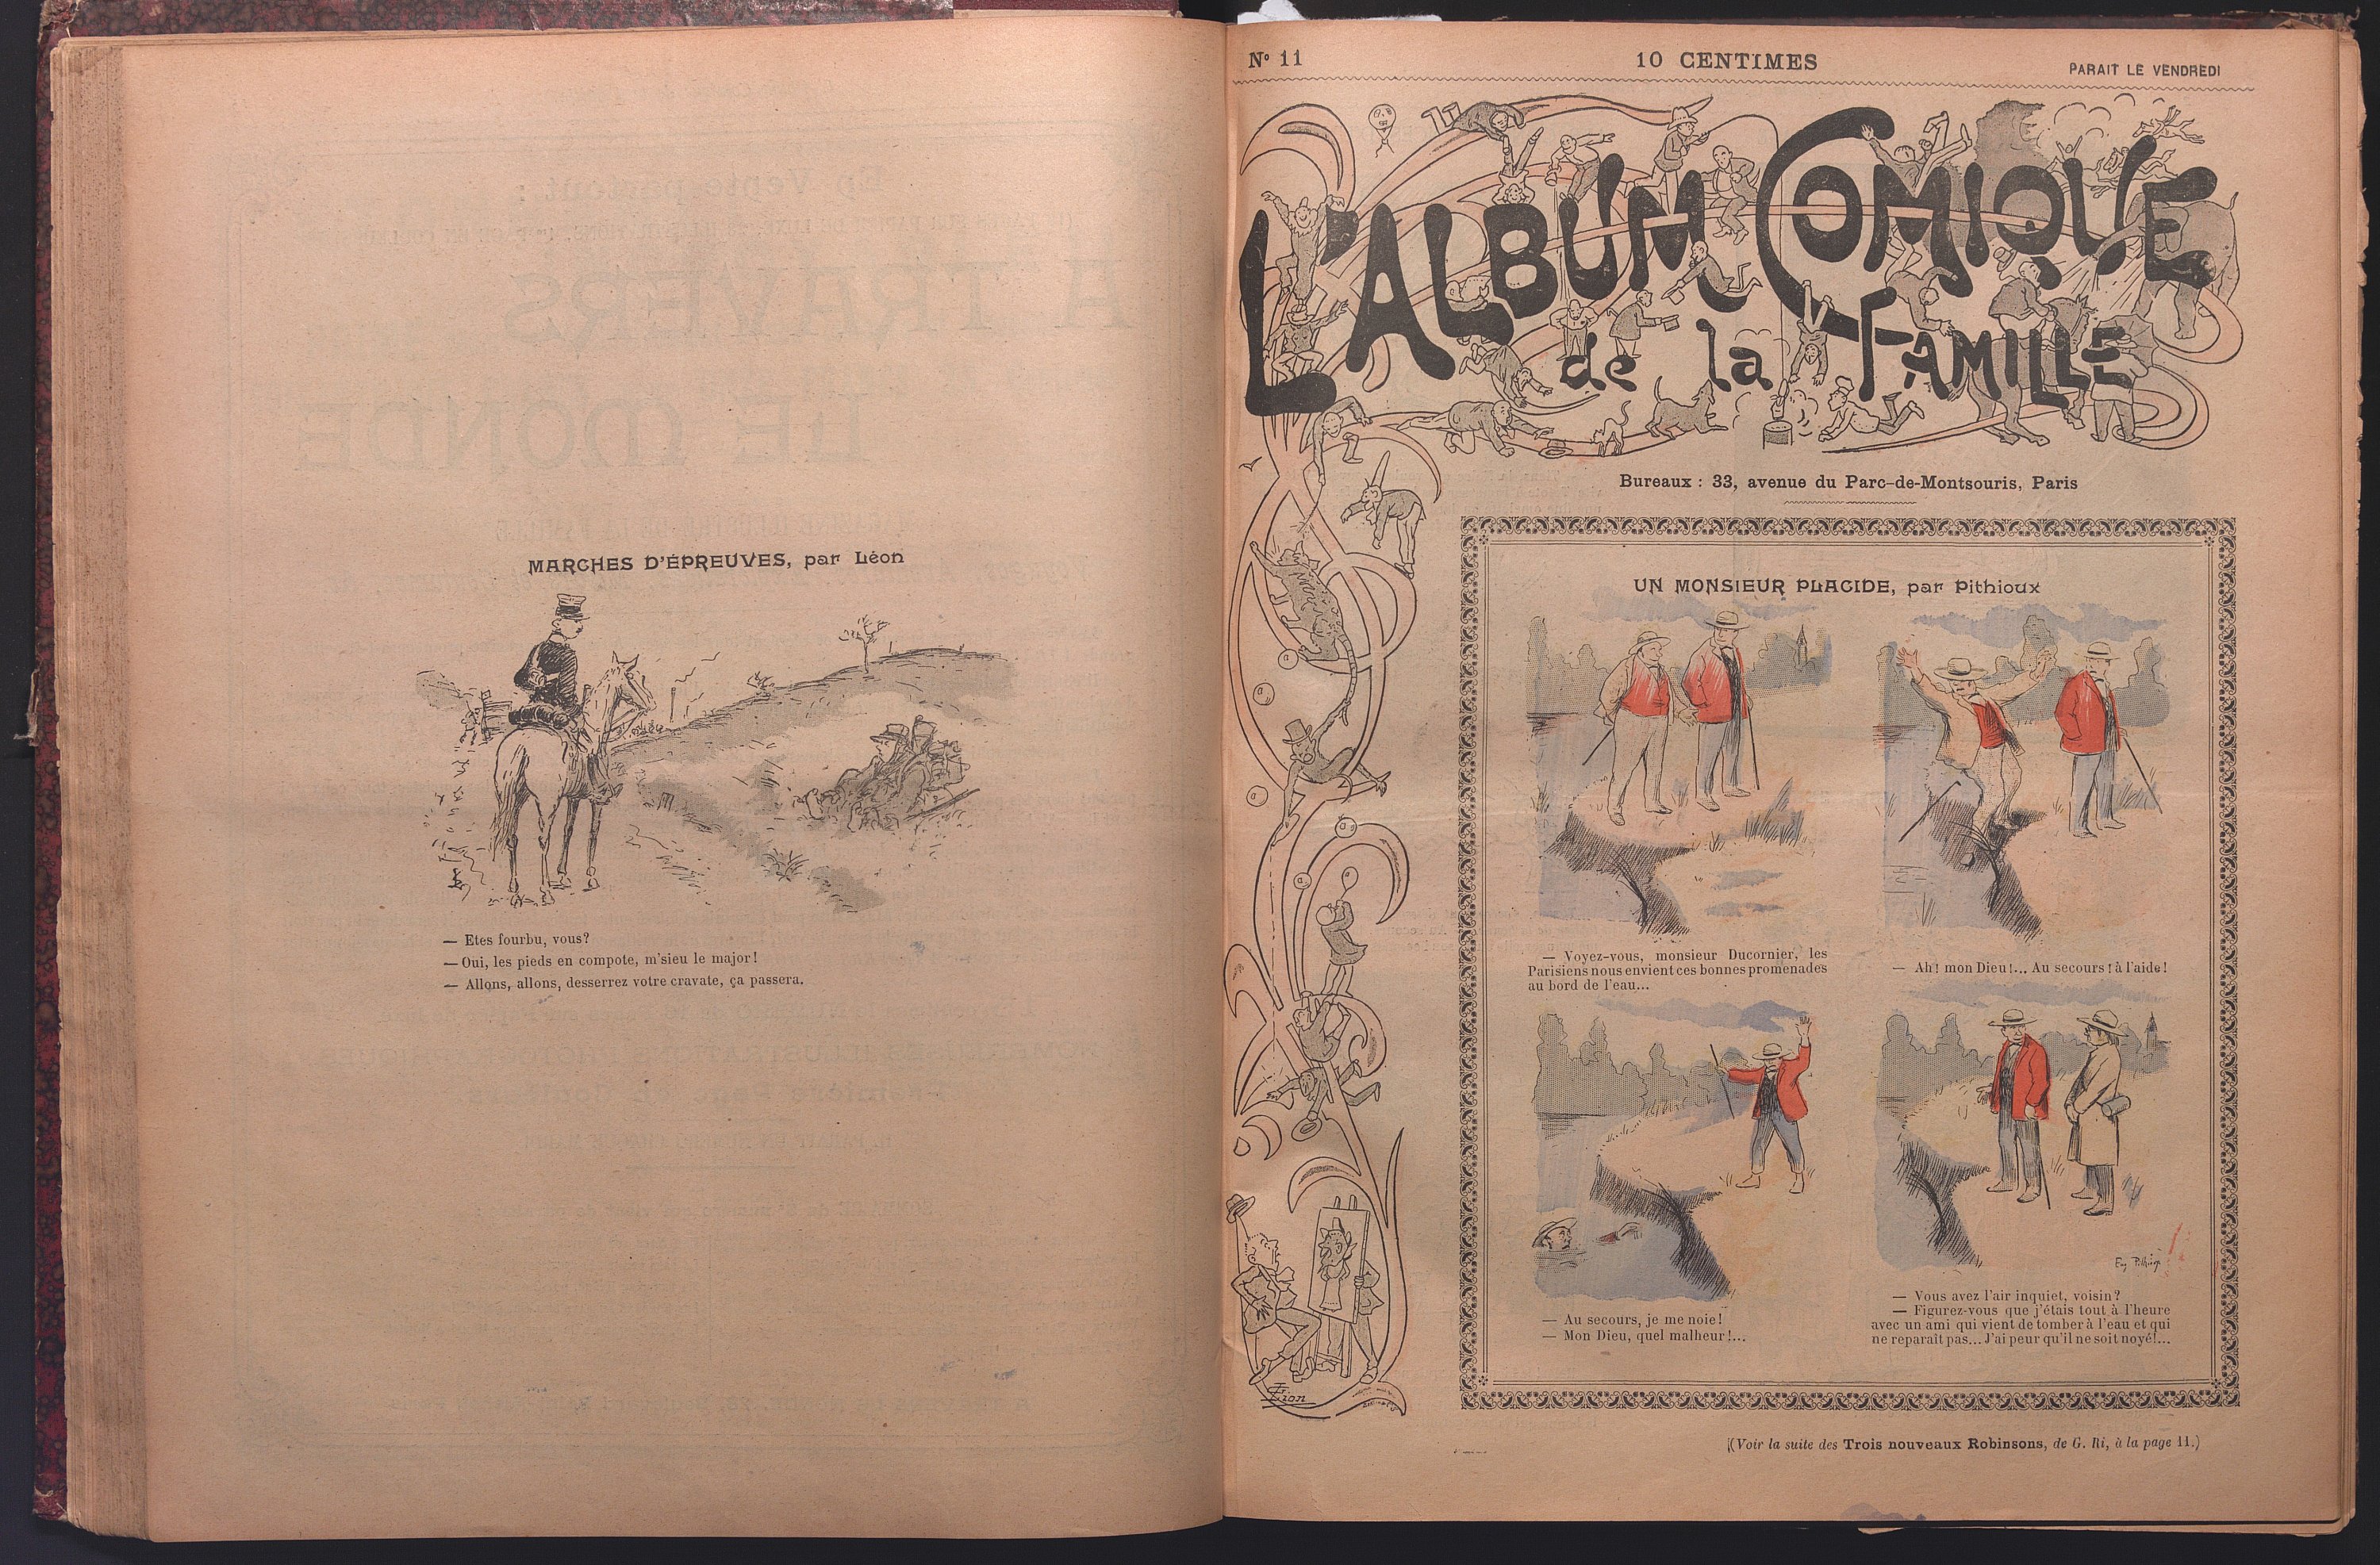 MARCHES D'ÉPREUVES, par Léon
— Etes fourbu, vous?
— Oui, les pieds en compote, m'sieu le major!
— Allons, allons, desserrez votre cravate, ça passera.
No 11
10 CENTIMES
PARAIT LE VENDREDI
L'ALBUM COMIQUE
de la FAMILLE
Bureaux : 33, avenue du Parc-de-Montsouris, Paris
UN MONSIEUR PLACIDE, par Pithioux
— Voyez-vous, monsieur Ducornier, les
Parisiens nous envient ces bonnes promenades
au bord de l'eau...
— Ah! mon Dieu!... Au secours! à l'aide!
— Au secours, je me noie!
— Mon Dieu, quel malheur!...
— Vous avez l'air inquiet, voisin?
— Figurez-vous que j'étais tout à l'heure
avec un ami qui vient de tomber à l'eau et qui
ne reparaît pas... J'ai peur qu'il ne soit noyé!...
(Voir la suite des Trois nouveaux Robinsons, de G. Ri, à la page 11.)